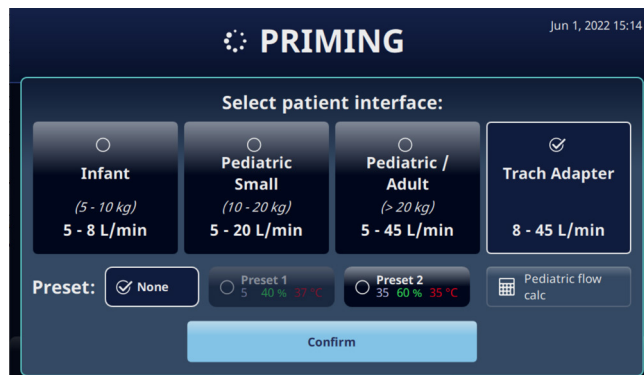 PRIMING
Jun 1, 2022 15:14
Select patient interface:
Infant
(5 - 10 kg)
5 - 8 L/min
Pediatric
Small
(10 - 20 kg)
5 - 20 L/min
Pediatric /
Adult
(> 20 kg)
5 - 45 L/min
Trach Adapter
8 - 45 L/min
Preset:
None
Preset 1
5 40 % 37 °C
Preset 2
35 60 % 35 °C
Pediatric flow
calc
Confirm